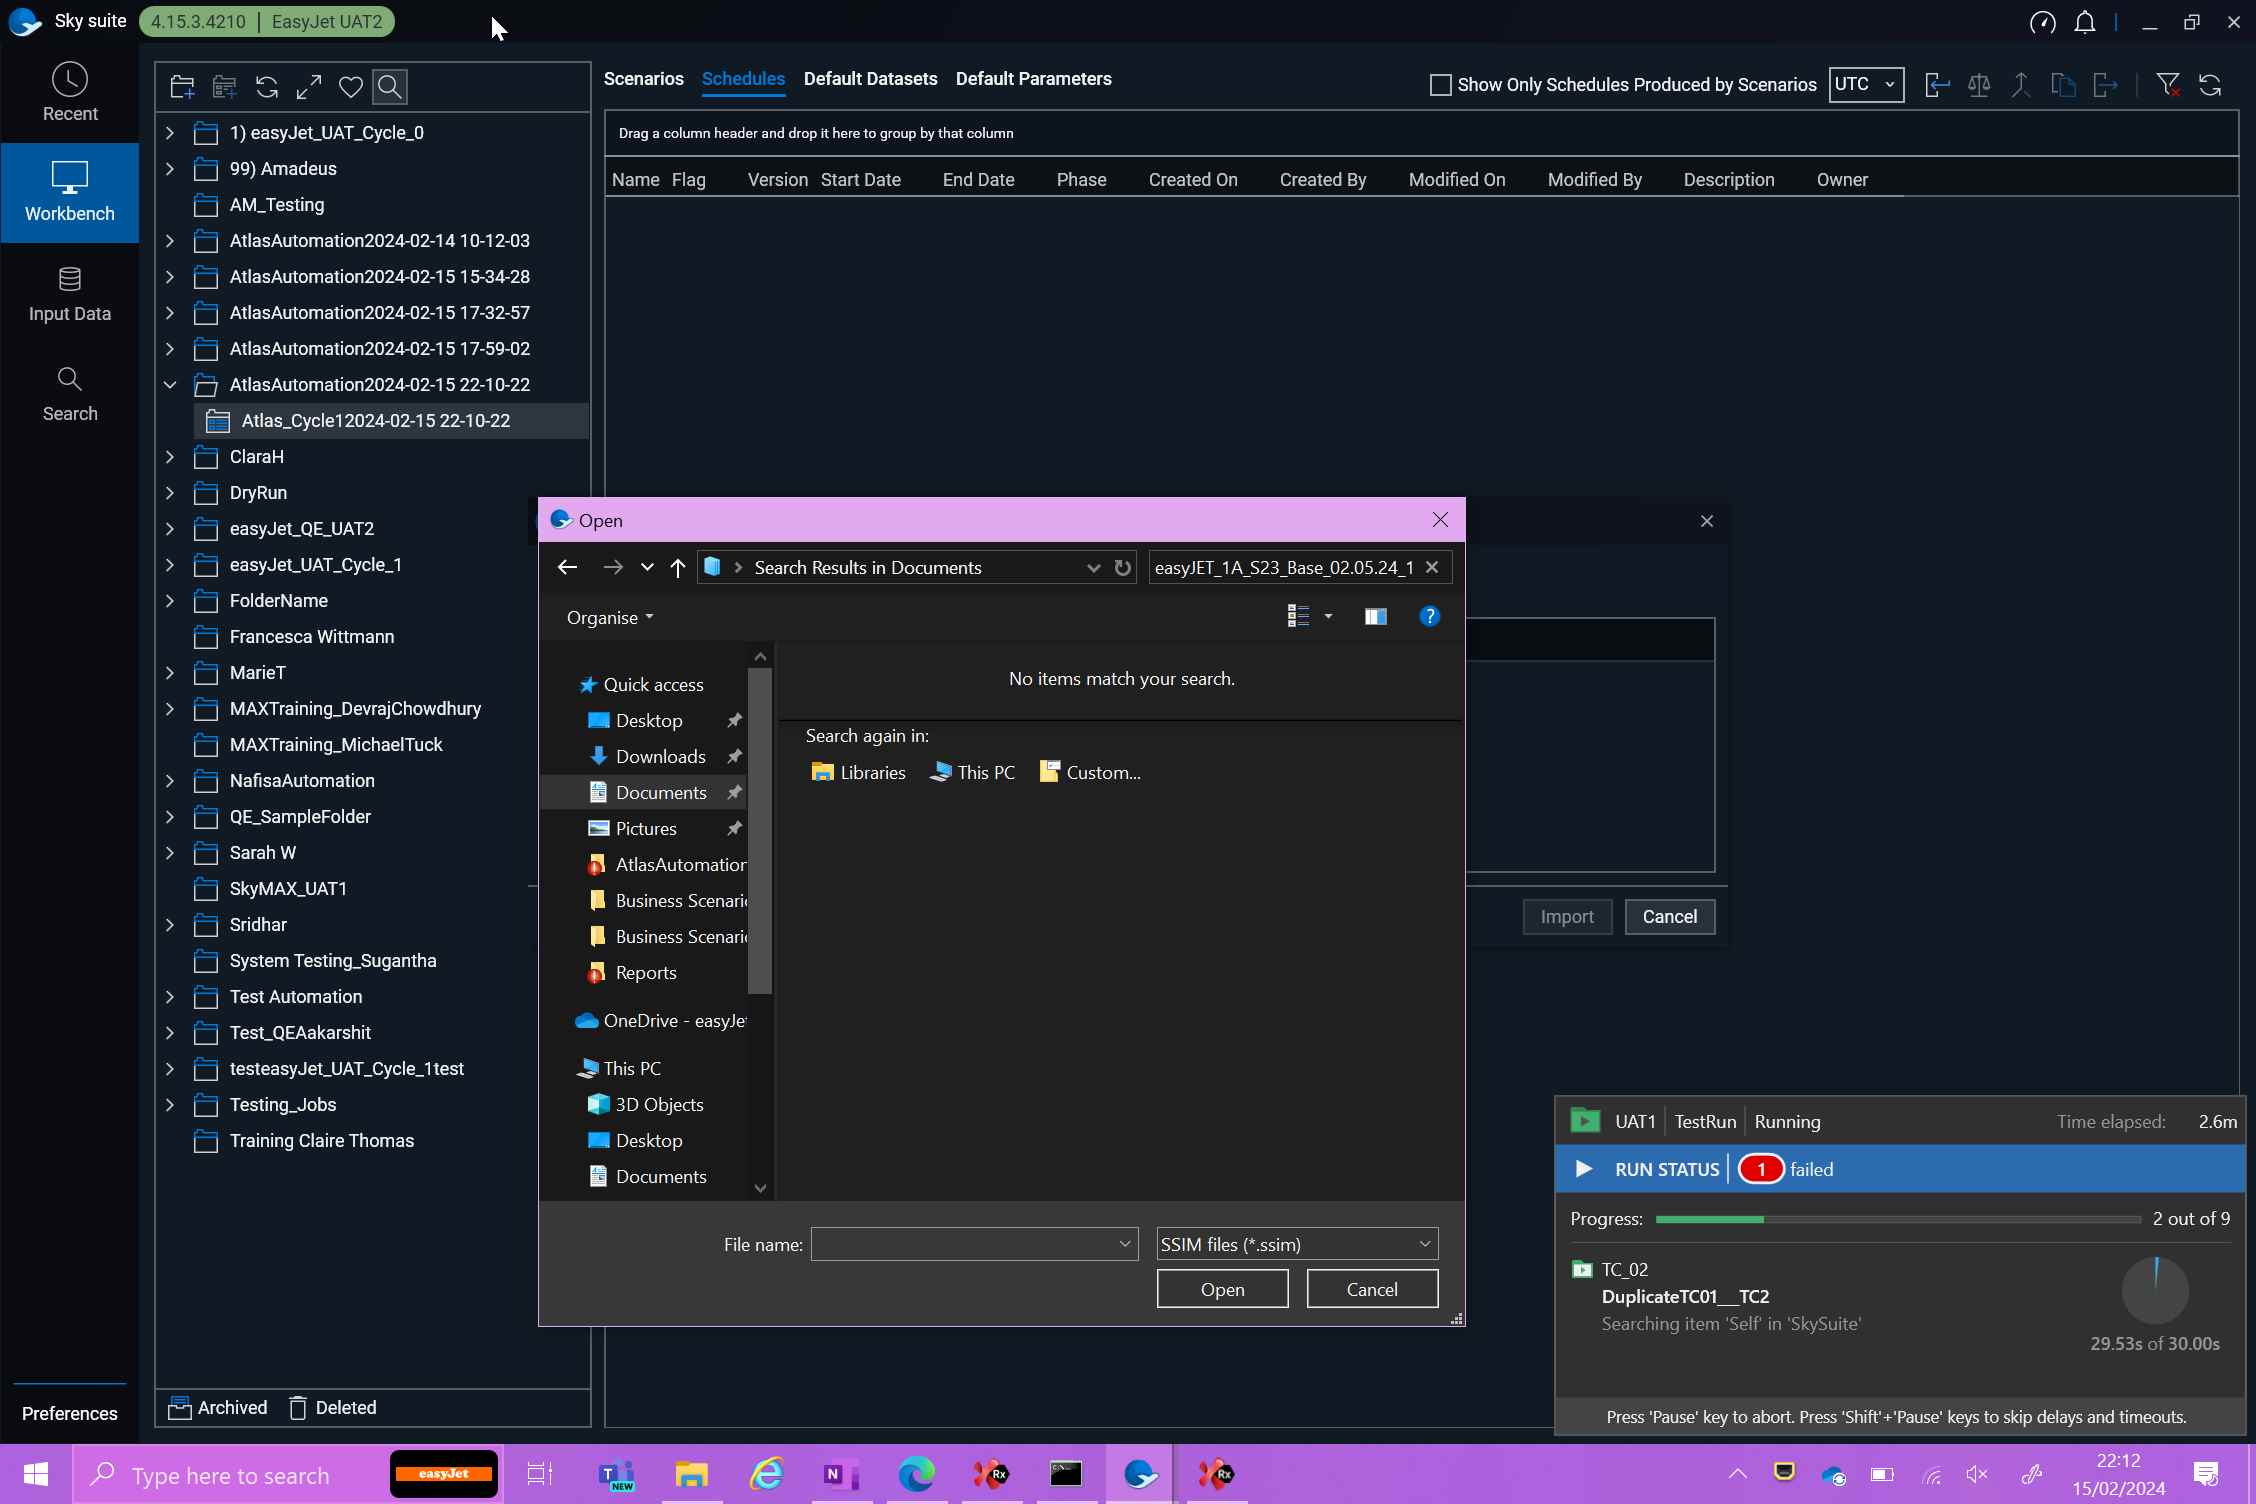 Sky suite 4.15.3.4210 | EasyJet UAT2
Recent
Workbench
Input Data
Search
Preferences
1) easyJet_UAT_Cycle_0
99) Amadeus
AM_Testing
AtlasAutomation2024-02-14 10-12-03
AtlasAutomation2024-02-15 15-34-28
AtlasAutomation2024-02-15 17-32-57
AtlasAutomation2024-02-15 17-59-02
AtlasAutomation2024-02-15 22-10-22
Atlas_Cycle12024-02-15 22-10-22
ClaraH
DryRun
easyJet_QE_UAT2
easyJet_UAT_Cycle_1
FolderName
Francesca Wittmann
MarieT
MAXTraining_DevrajChowdhury
MAXTraining_MichaelTuck
NafisaAutomation
QE_SampleFolder
Sarah W
SkyMAX_UAT1
Sridhar
System Testing_Sugantha
Test Automation
Test_QEAakarshit
testeasyJet_UAT_Cycle_1test
Testing_Jobs
Training Claire Thomas
Archived Deleted
Scenarios Schedules Default Datasets Default Parameters
Show Only Schedules Produced by Scenarios UTC
Drag a column header and drop it here to group by that column
Name Flag Version Start Date End Date Phase Created On Created By Modified On Modified By Description Owner
Open
Search Results in Documents easyJET_1A_S23_Base_02.05.24_1
Organise
Quick access
Desktop
Downloads
Documents
Pictures
AtlasAutomation
Business Scenari
Business Scenari
Reports
OneDrive - easyJe
This PC
3D Objects
Desktop
Documents
No items match your search.
Search again in:
Libraries This PC Custom...
File name: SSIM files (*.ssim)
Open Cancel
Import Cancel
UAT1 TestRun Running Time elapsed: 2.6m
RUN STATUS 1 failed
Progress: 2 out of 9
TC_02
DuplicateTC01__TC2
Searching item 'Self' in 'SkySuite'
29.53s of 30.00s
Press 'Pause' key to abort. Press 'Shift'+'Pause' keys to skip delays and timeouts.
Type here to search easyJet
T NEW N Rx Rx
22:12
15/02/2024